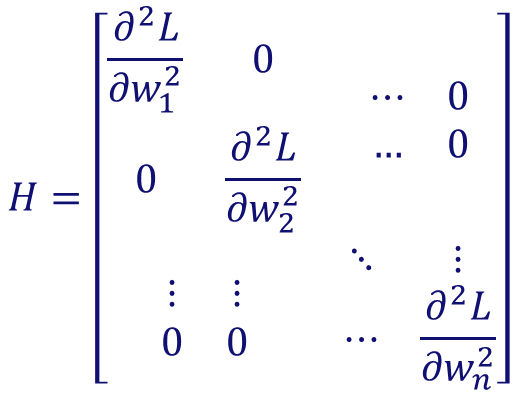 H = [ ∂²L/∂w₁² 0 ⋯ 0
0 ∂²L/∂w₂² ... 0
⋮ ⋮ ⋱ ⋮
0 0 ⋯ ∂²L/∂wₙ² ]